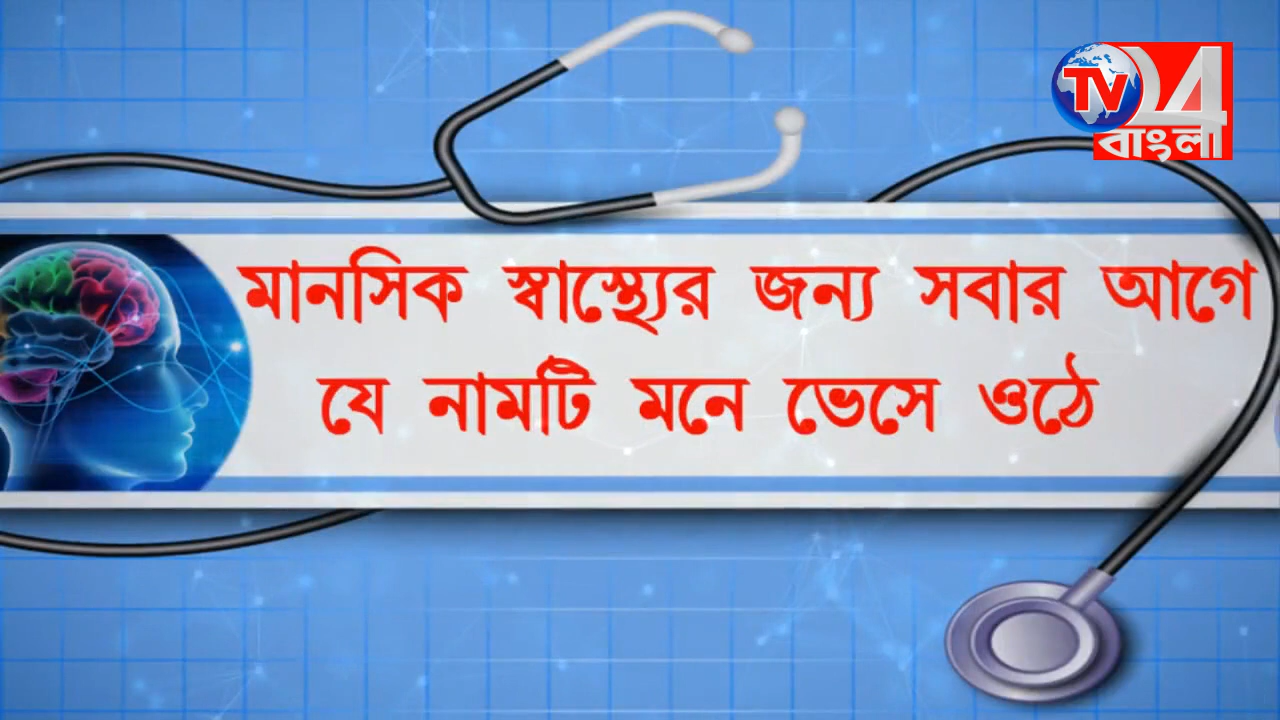 TV 24
বাংলা
মানসিক স্বাস্থ্যের জন্য সবার আগে
যে নামটি মনে ভেসে ওঠে